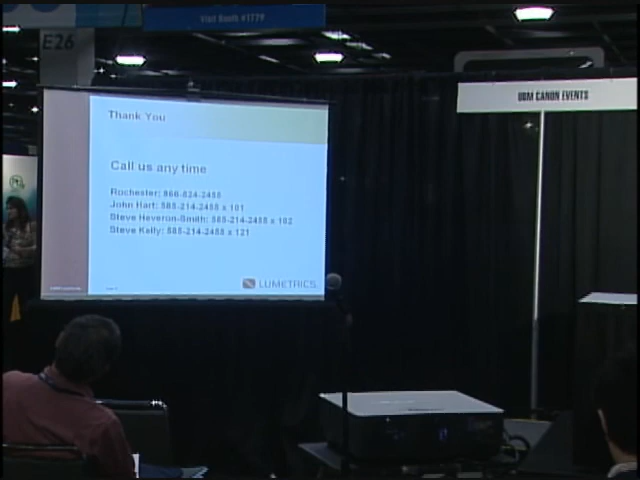 Visit Booth #1779
E26
UBM CANON EVENTS
Thank You
Call us any time
Rochester: 866-824-2455
John Hart: 585-214-2455 x 101
Steve Heveron-Smith: 585-214-2455 x 102
Steve Kelly: 585-214-2455 x 121
LUMETRICS